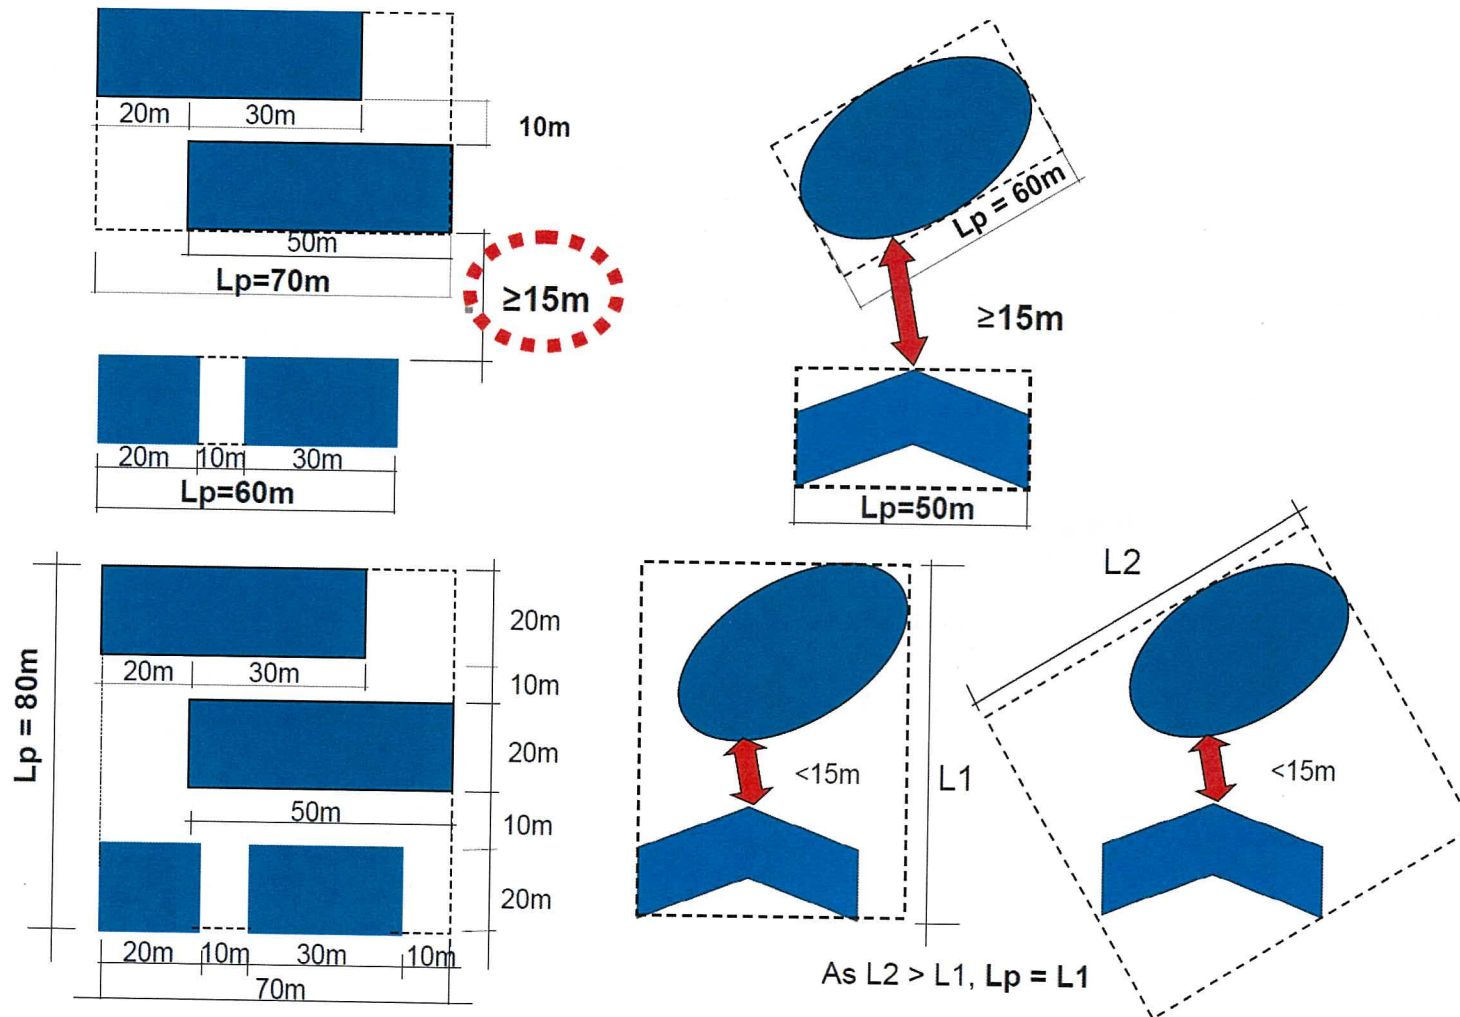 20m 30m
10m
50m
Lp=70m
≥15m
20m 10m 30m
Lp=60m
Lp = 60m
≥15m
Lp=50m
Lp = 80m
20m
20m 30m
10m
20m
50m
10m
20m
20m 10m 30m 10m
70m
<15m
L1
L2
<15m
As L2 > L1, Lp = L1